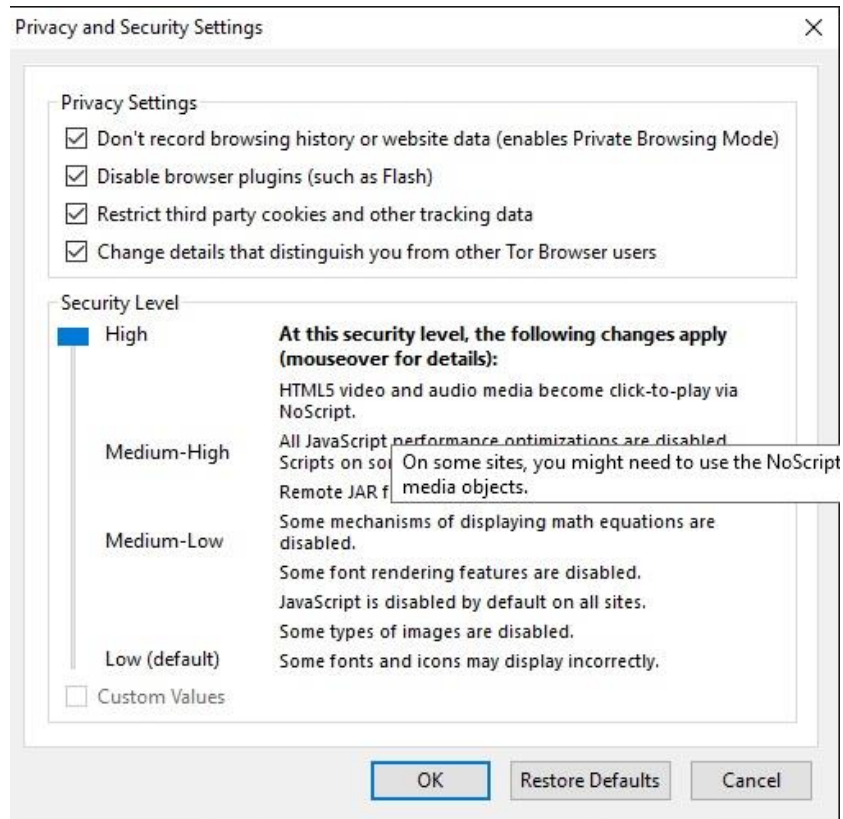 Privacy and Security Settings
Privacy Settings
Don't record browsing history or website data (enables Private Browsing Mode)
Disable browser plugins (such as Flash)
Restrict third party cookies and other tracking data
Change details that distinguish you from other Tor Browser users
Security Level
High
At this security level, the following changes apply
(mouseover for details):
HTML5 video and audio media become click-to-play via
NoScript.
Medium-High
All JavaScript performance optimizations are disabled.
Scripts on
On some sites, you might need to use the NoScript
media objects.
Remote JAR
Medium-Low
Some mechanisms of displaying math equations are
disabled.
Some font rendering features are disabled.
JavaScript is disabled by default on all sites.
Some types of images are disabled.
Low (default)
Some fonts and icons may display incorrectly.
Custom Values
OK
Restore Defaults
Cancel